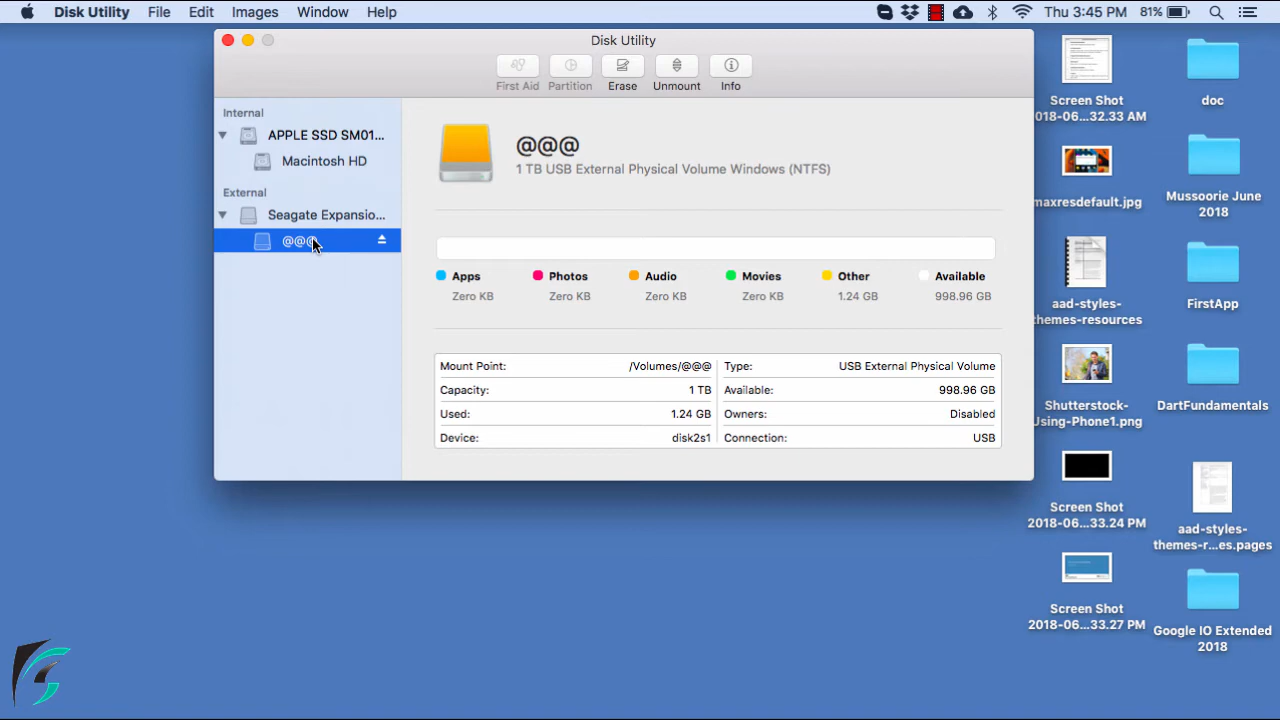 Disk Utility File Edit Images Window Help Thu 3:45 PM 81%
Disk Utility
First Aid Partition Erase Unmount Info
Internal
APPLE SSD SM01...
Macintosh HD
External
Seagate Expansio...
@@@
@@@
1 TB USB External Physical Volume Windows (NTFS)
Apps Photos Audio Movies Other Available
Zero KB Zero KB Zero KB Zero KB 1.24 GB 998.96 GB
Mount Point: /Volumes/@@@ Type: USB External Physical Volume
Capacity: 1 TB Available: 998.96 GB
Used: 1.24 GB Owners: Disabled
Device: disk2s1 Connection: USB
Screen Shot
2018-06...32.33 AM
doc
maxresdefault.jpg
Mussoorie June
2018
aad-styles-
themes-resources
FirstApp
Shutterstock-
Using-Phone1.png
DartFundamentals
Screen Shot
2018-06...33.24 PM
aad-styles-
themes-r...es.pages
Screen Shot
2018-06...33.27 PM
Google IO Extended
2018